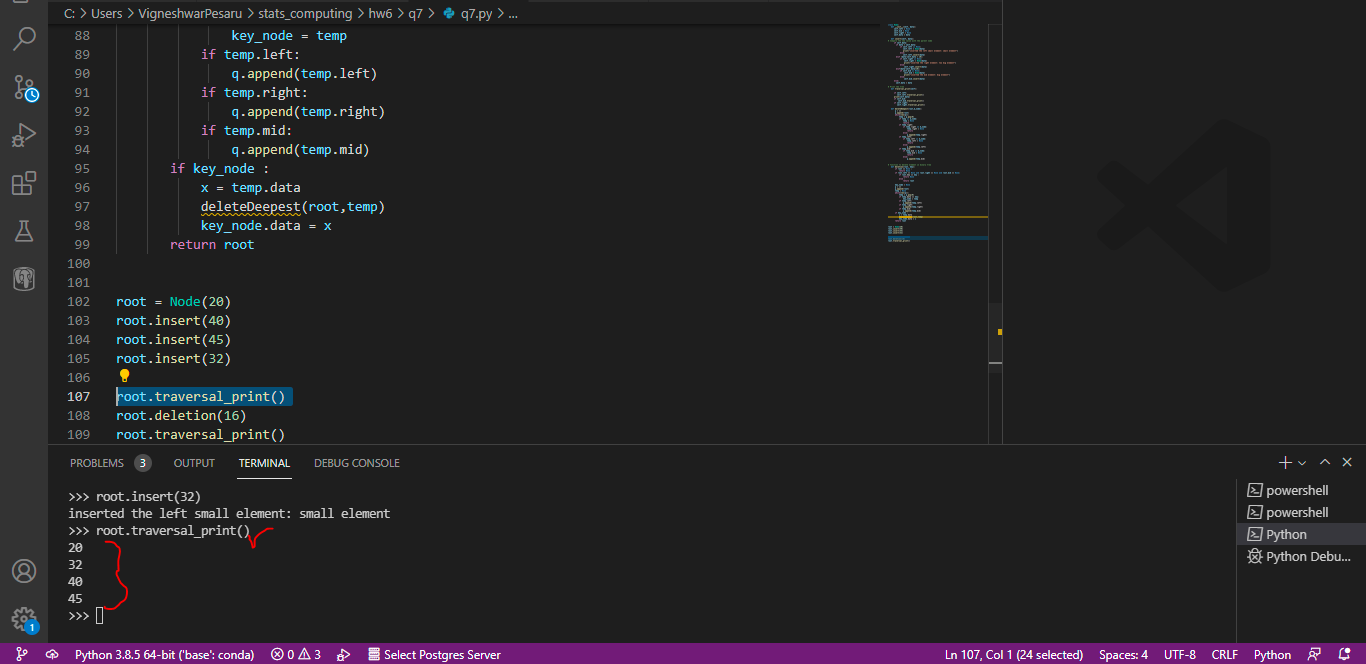 C: > Users > VigneshwarPesaru > stats_computing > hw6 > q7 > q7.py > ...
88 key_node = temp
89 if temp.left:
90 q.append(temp.left)
91 if temp.right:
92 q.append(temp.right)
93 if temp.mid:
94 q.append(temp.mid)
95 if key_node :
96 x = temp.data
97 deleteDeepest(root,temp)
98 key_node.data = x
99 return root
100
101
102 root = Node(20)
103 root.insert(40)
104 root.insert(45)
105 root.insert(32)
106
107 root.traversal_print()
108 root.deletion(16)
109 root.traversal_print()
PROBLEMS 3 OUTPUT TERMINAL DEBUG CONSOLE
>>> root.insert(32)
inserted the left small element: small element
>>> root.traversal_print()
20
32
40
45
>>>
powershell
powershell
Python
Python Debu...
1
Python 3.8.5 64-bit ('base': conda) 0 3 Select Postgres Server Ln 107, Col 1 (24 selected) Spaces: 4 UTF-8 CRLF Python